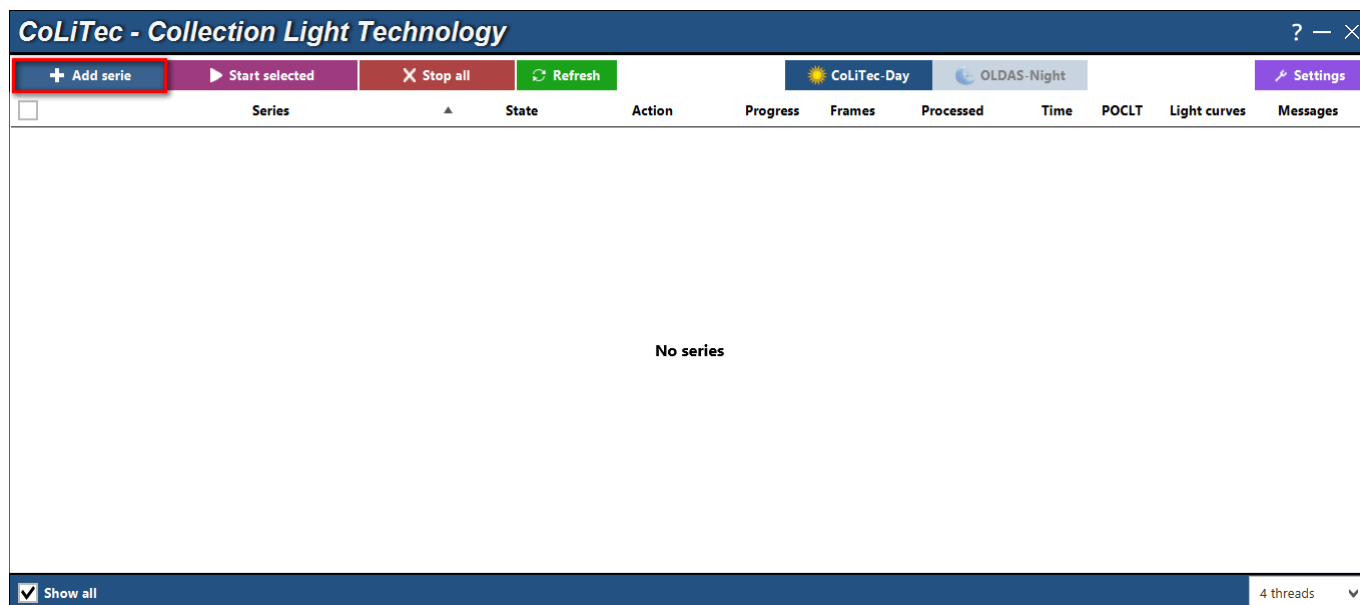 CoLiTec - Collection Light Technology ?
Add serie Start selected Stop all Refresh CoLiTec-Day OLDAS-Night Settings
Series State Action Progress Frames Processed Time POCLT Light curves Messages
No series
Show all 4 threads